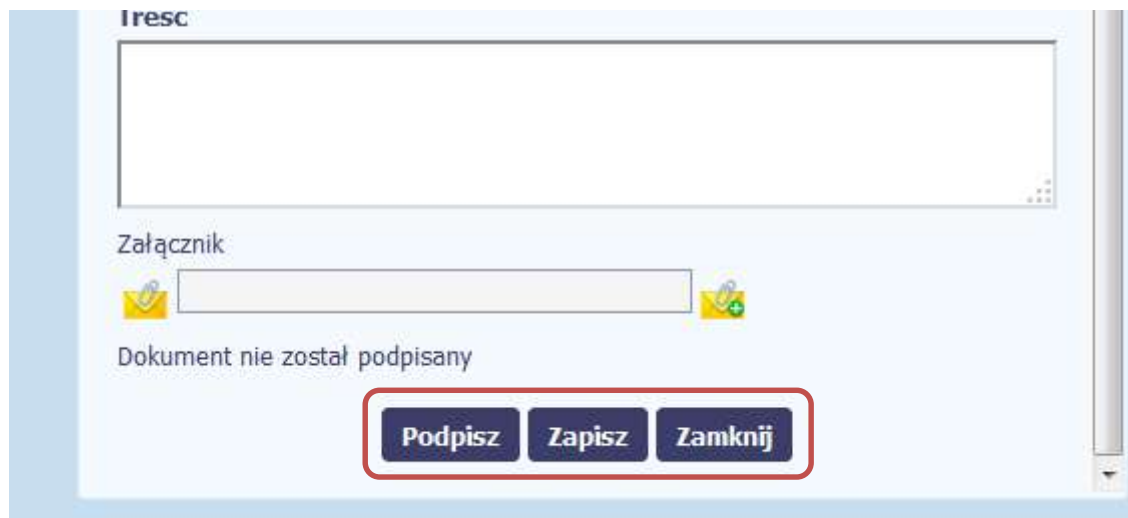 Treść
Załącznik
Dokument nie został podpisany
Podpisz Zapisz Zamknij